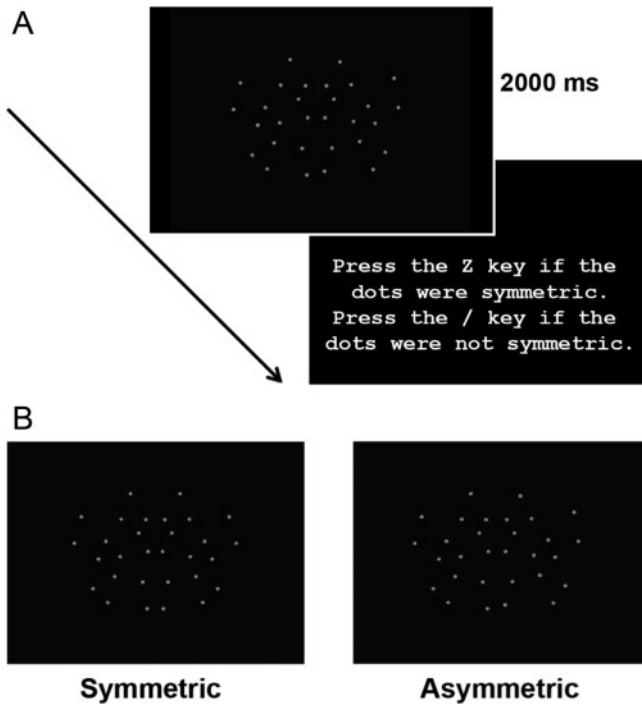 A
2000 ms
Press the Z key if the
dots were symmetric.
Press the / key if the
dots were not symmetric.
B
Symmetric
Asymmetric